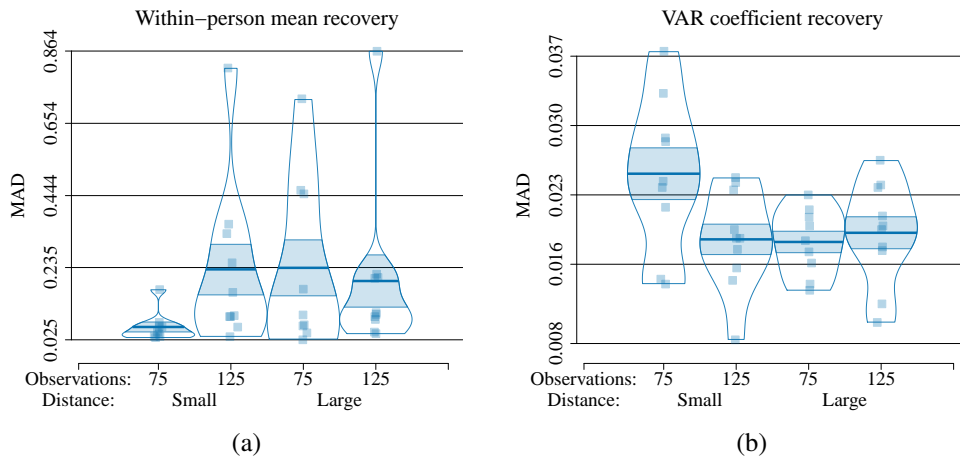 Within−person mean recovery
MAD
0.864
0.654
0.444
0.235
0.025
Observations: 75 125 75 125
Distance: Small Large
(a)
VAR coefficient recovery
MAD
0.037
0.030
0.023
0.016
0.008
Observations: 75 125 75 125
Distance: Small Large
(b)